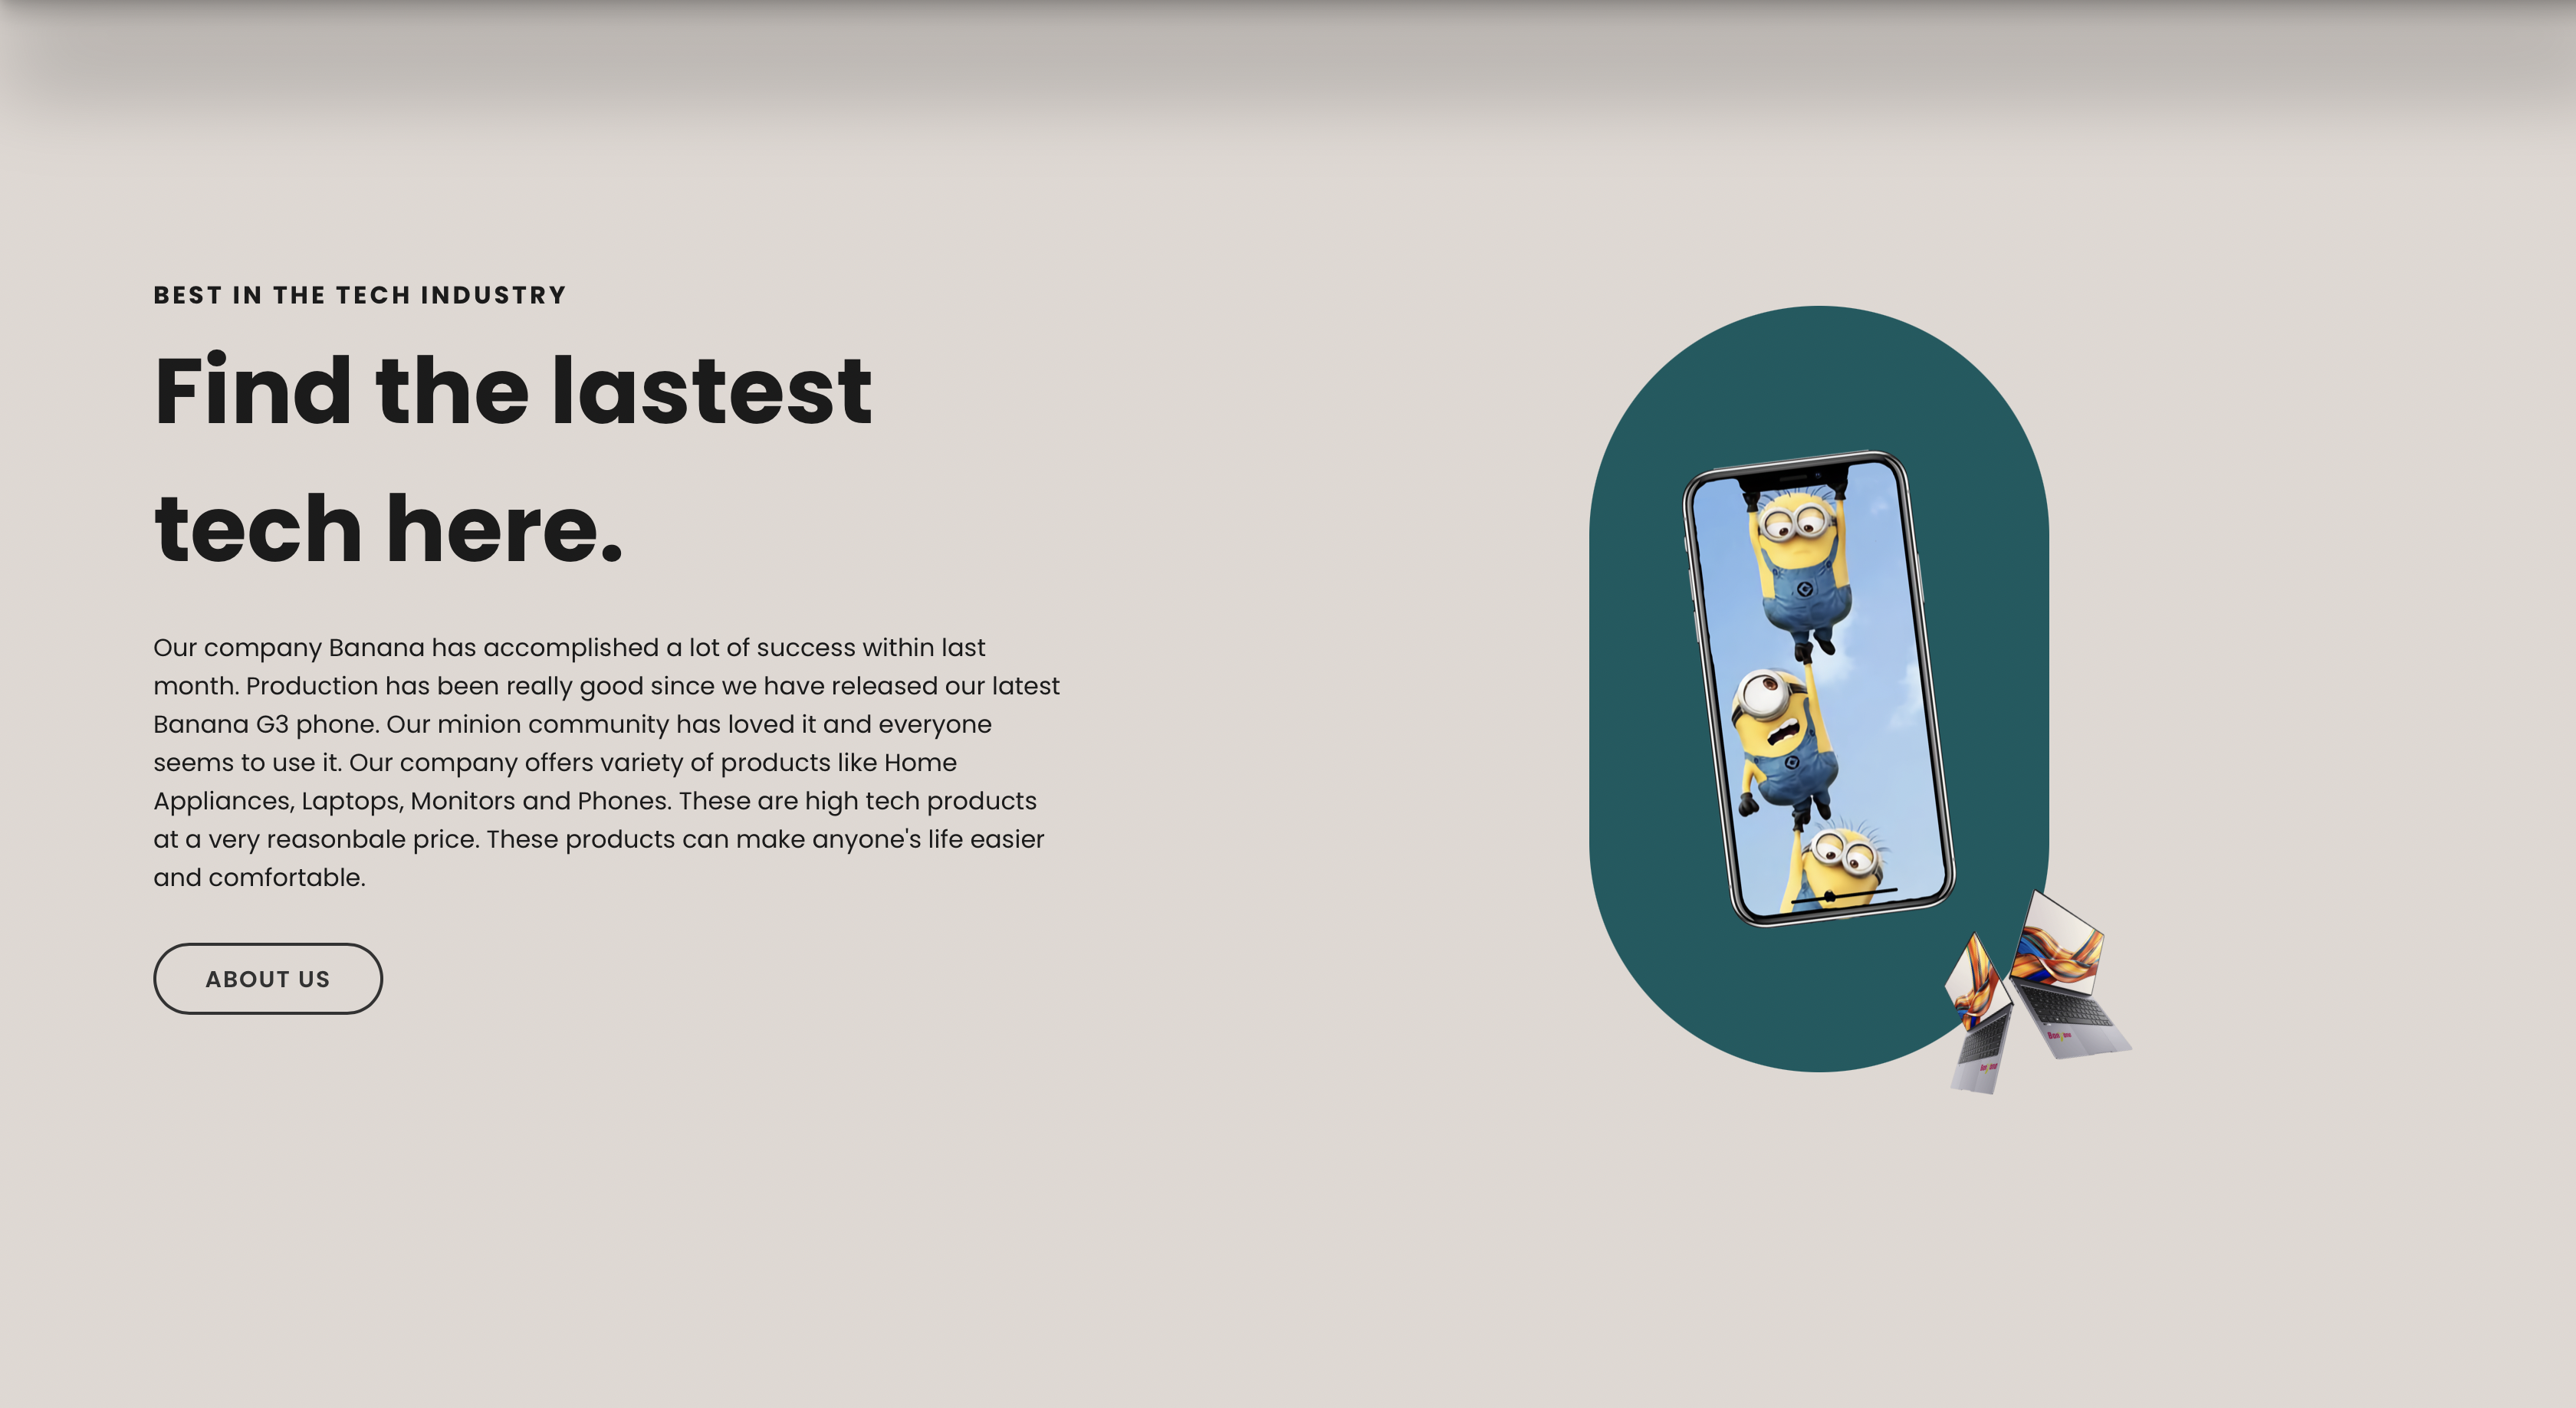 BEST IN THE TECH INDUSTRY
Find the lastest
tech here.
Our company Banana has accomplished a lot of success within last
month. Production has been really good since we have released our latest
Banana G3 phone. Our minion community has loved it and everyone
seems to use it. Our company offers variety of products like Home
Appliances, Laptops, Monitors and Phones. These are high tech products
at a very reasonbale price. These products can make anyone's life easier
and comfortable.
ABOUT US